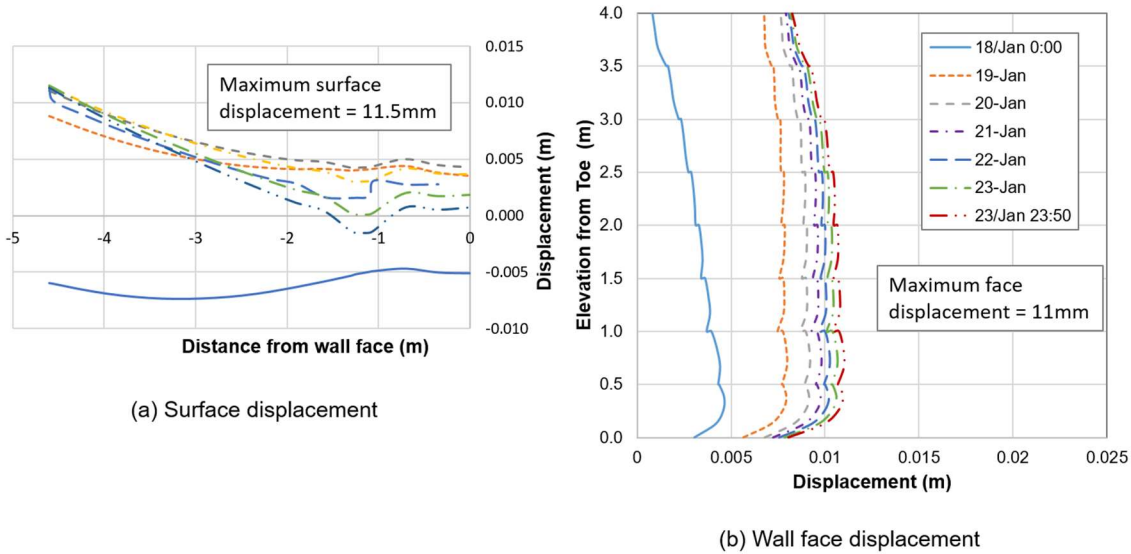 Maximum surface
displacement = 11.5mm
0.015
0.010
0.005
0.000
-0.005
-0.010
-5
-4
-3
-2
-1
0
Displacement (m)
Distance from wall face (m)
(a) Surface displacement
4.0
3.5
3.0
2.5
2.0
1.5
1.0
0.5
0.0
Elevation from Toe (m)
18/Jan 0:00
19-Jan
20-Jan
21-Jan
22-Jan
23-Jan
23/Jan 23:50
Maximum face
displacement = 11mm
0
0.005
0.01
0.015
0.02
0.025
Displacement (m)
(b) Wall face displacement